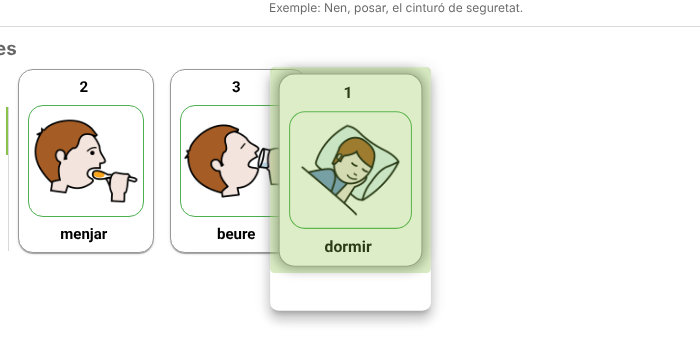 Exemple: Nen, posar, el cinturó de seguretat.
es
2
3
1
menjar
beure
dormir